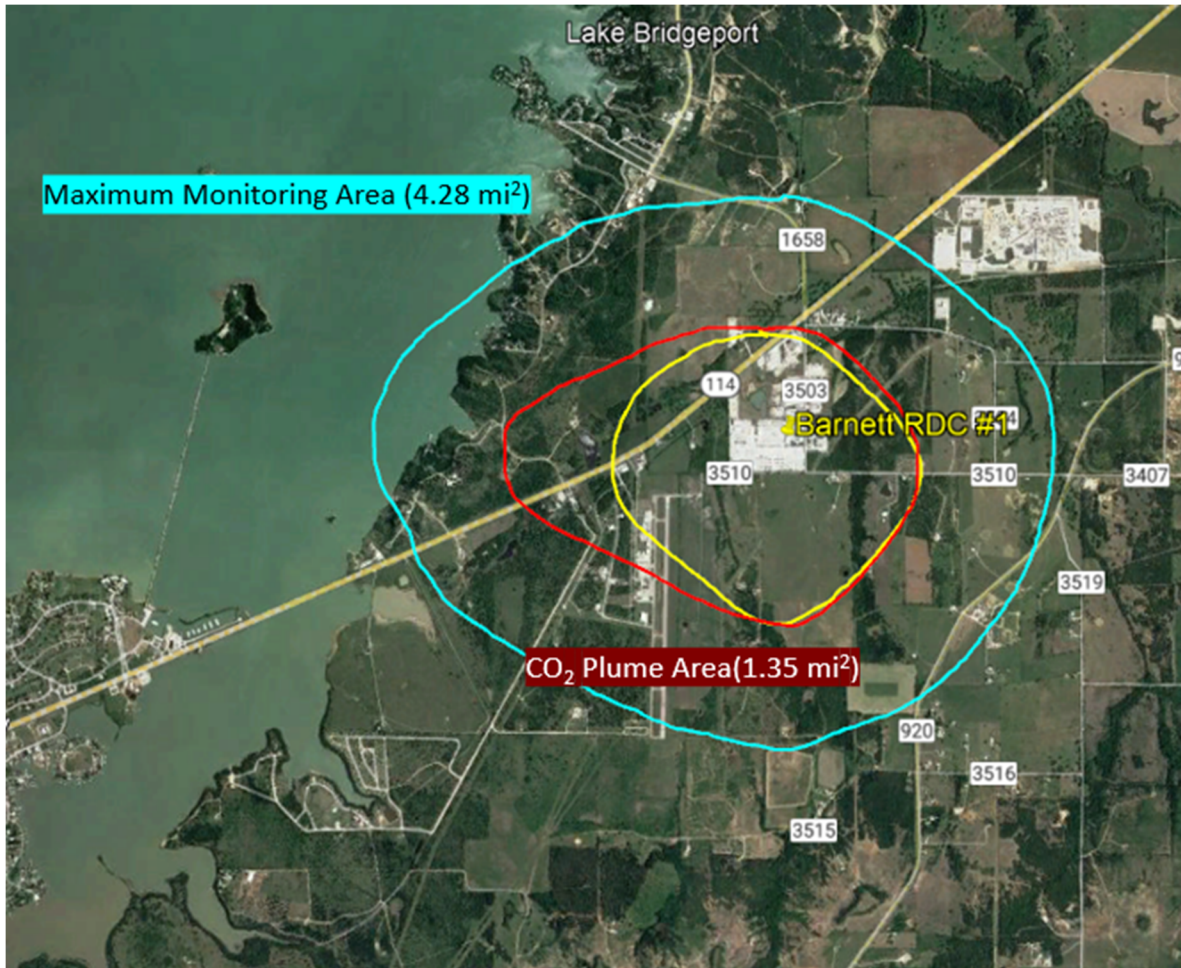 Lake Bridgeport
Maximum Monitoring Area (4.28 mi²)
1658
114
3503
Barnett RDC #1
3510
3510
3407
3519
CO₂ Plume Area(1.35 mi²)
920
3516
3515